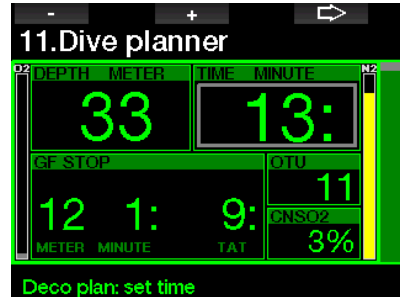 - +
11.Dive planner
O2 DEPTH METER TIME MINUTE N2
33 13:
GF STOP OTU
11
12 1: 9: CNSO2
METER MINUTE TAT 3%
Deco plan: set time